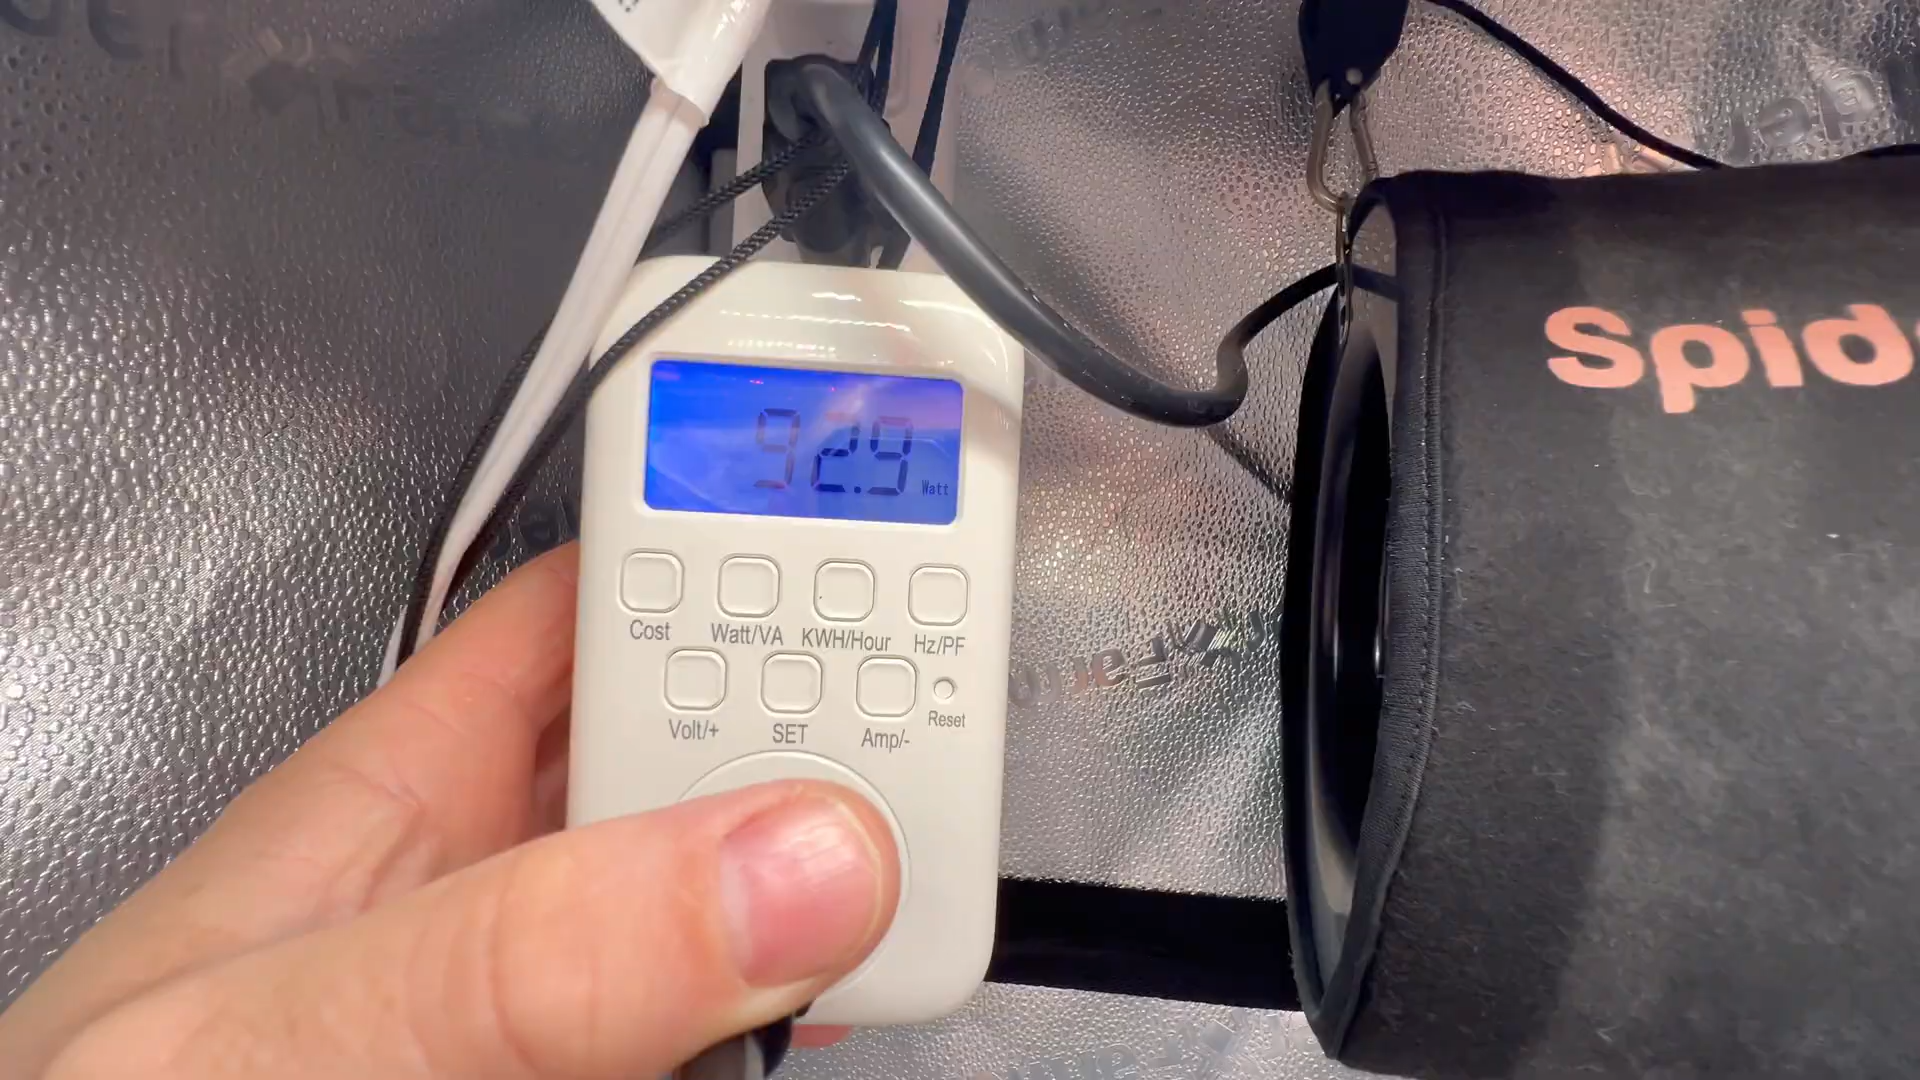 Spid
92.9
Watt
Cost
Watt/VA
KWH/Hour
Hz/PF
Volt/+
SET
Amp/-
Reset